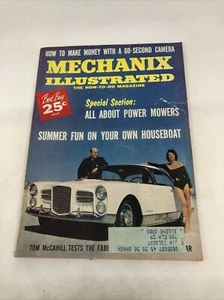 HOW TO MAKE MONEY WITH A 60-SECOND CAMERA
MECHANIX
ILLUSTRATED
THE HOW-TO-DO MAGAZINE
Best Buy
25¢
Special Section:
ALL ABOUT POWER MOWERS
SUMMER FUN ON YOUR OWN HOUSEBOAT
TOM McCAHILL TESTS THE FAB